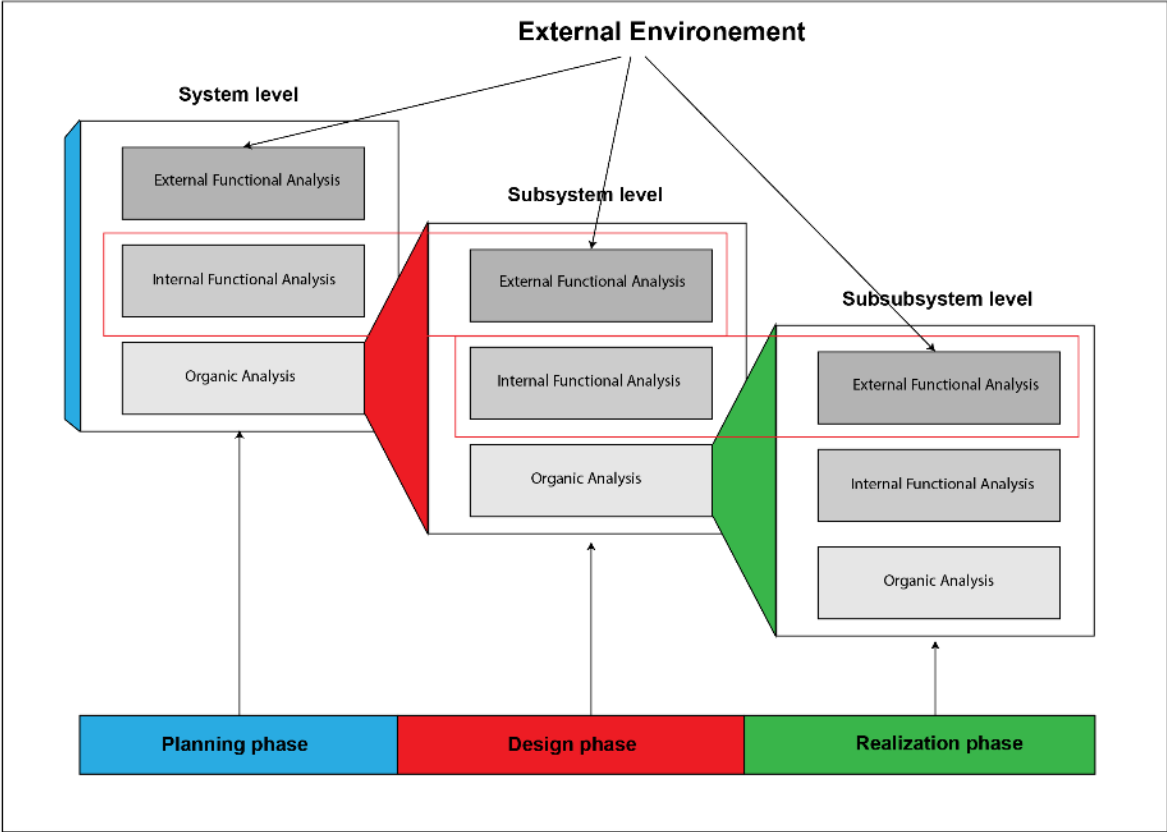 External Environement
System level
External Functional Analysis
Internal Functional Analysis
Organic Analysis
Subsystem level
External Functional Analysis
Internal Functional Analysis
Organic Analysis
Subsubsystem level
External Functional Analysis
Internal Functional Analysis
Organic Analysis
Planning phase
Design phase
Realization phase